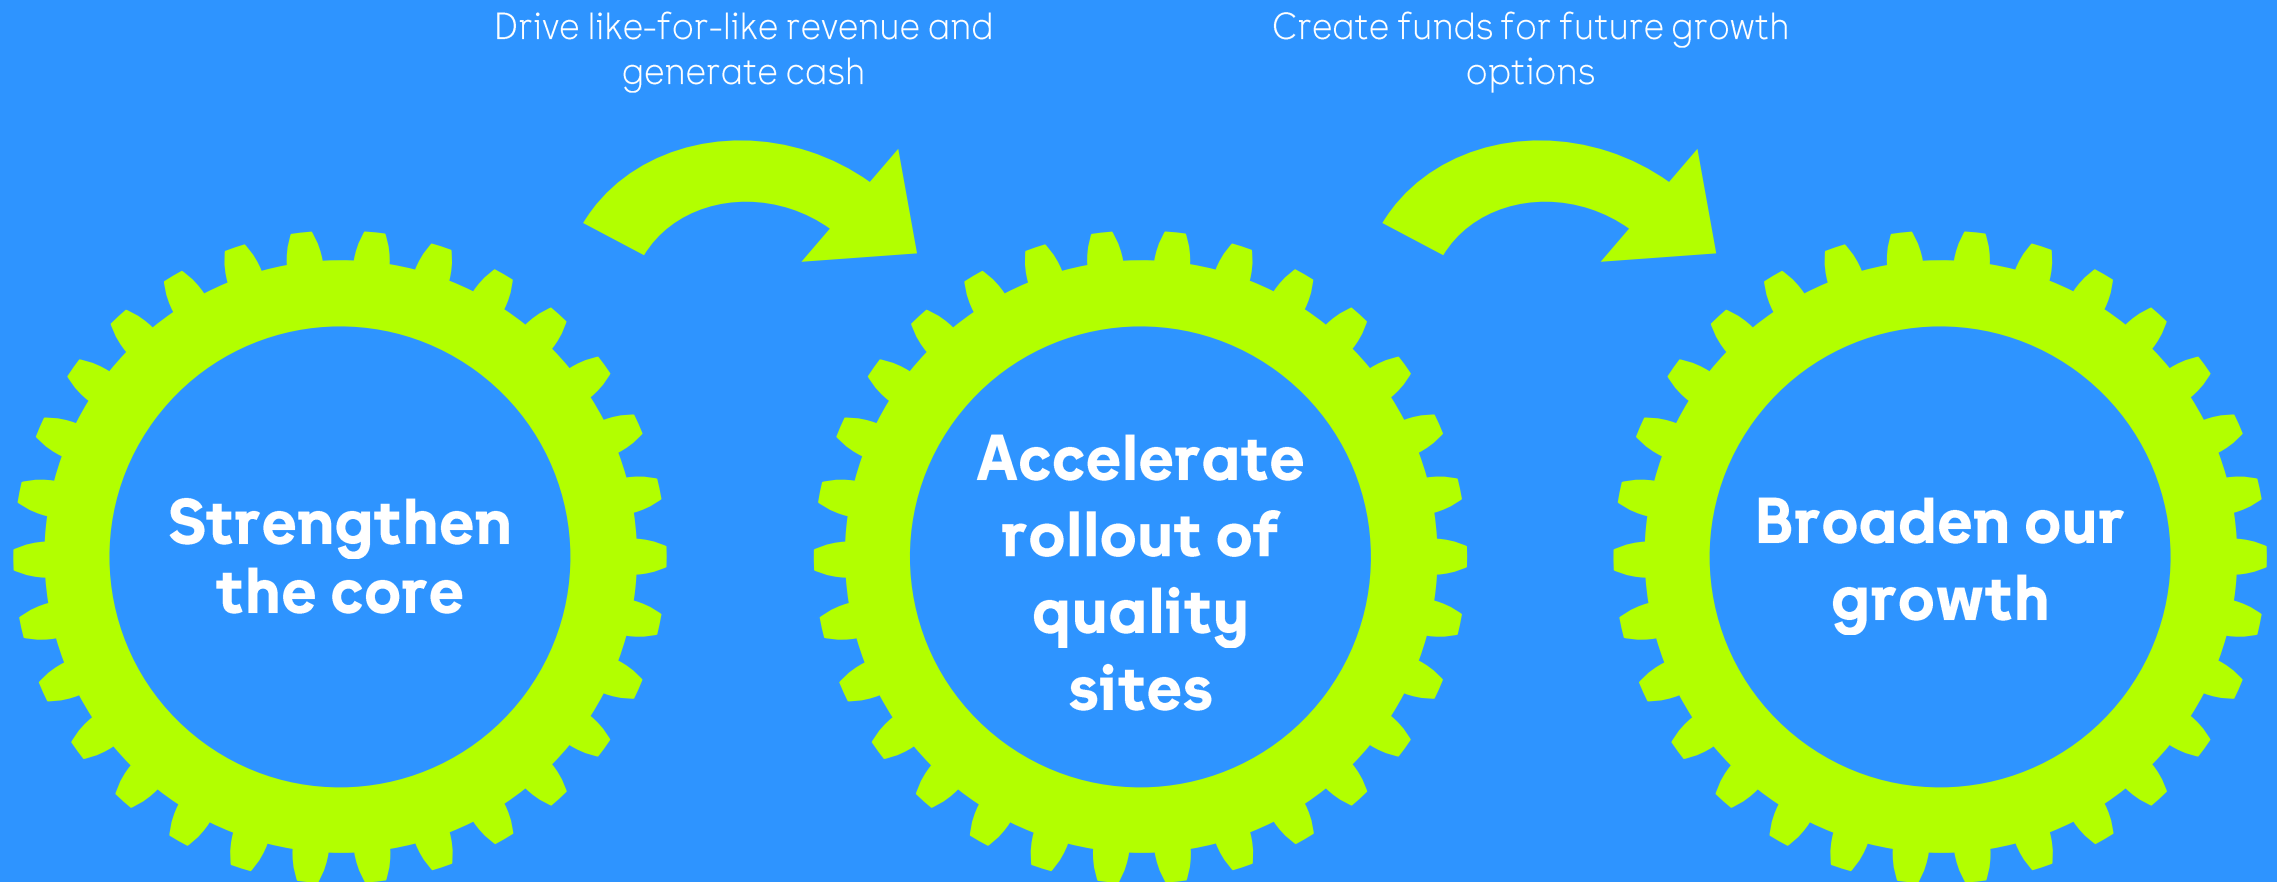 Drive like-for-like revenue and
generate cash
Create funds for future growth
options
Strengthen
the core
Accelerate
rollout of
quality
sites
Broaden our
growth